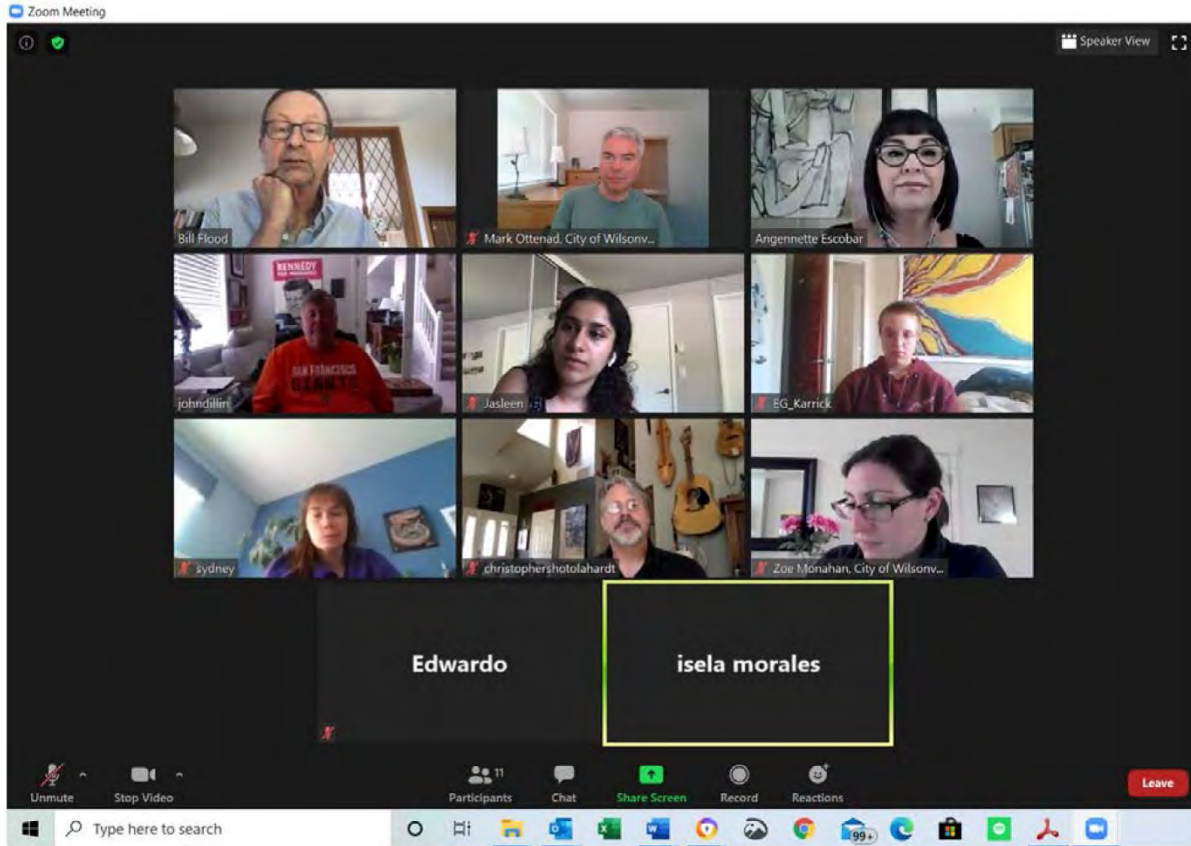 Zoom Meeting
Speaker View
Bill Flood
Mark Ottenad, City of Wilsonv...
Angennette Escobar
KENNEDY
SAN FRANCISCO
GIANTS
johndillin
Jasleen
EG_Karrick
sydney
christophershotolahardt
Zoe Monahan, City of Wilsonv...
Edwardo
isela morales
11
Unmute
Stop Video
Participants
Chat
Share Screen
Record
Reactions
Leave
Type here to search
99+